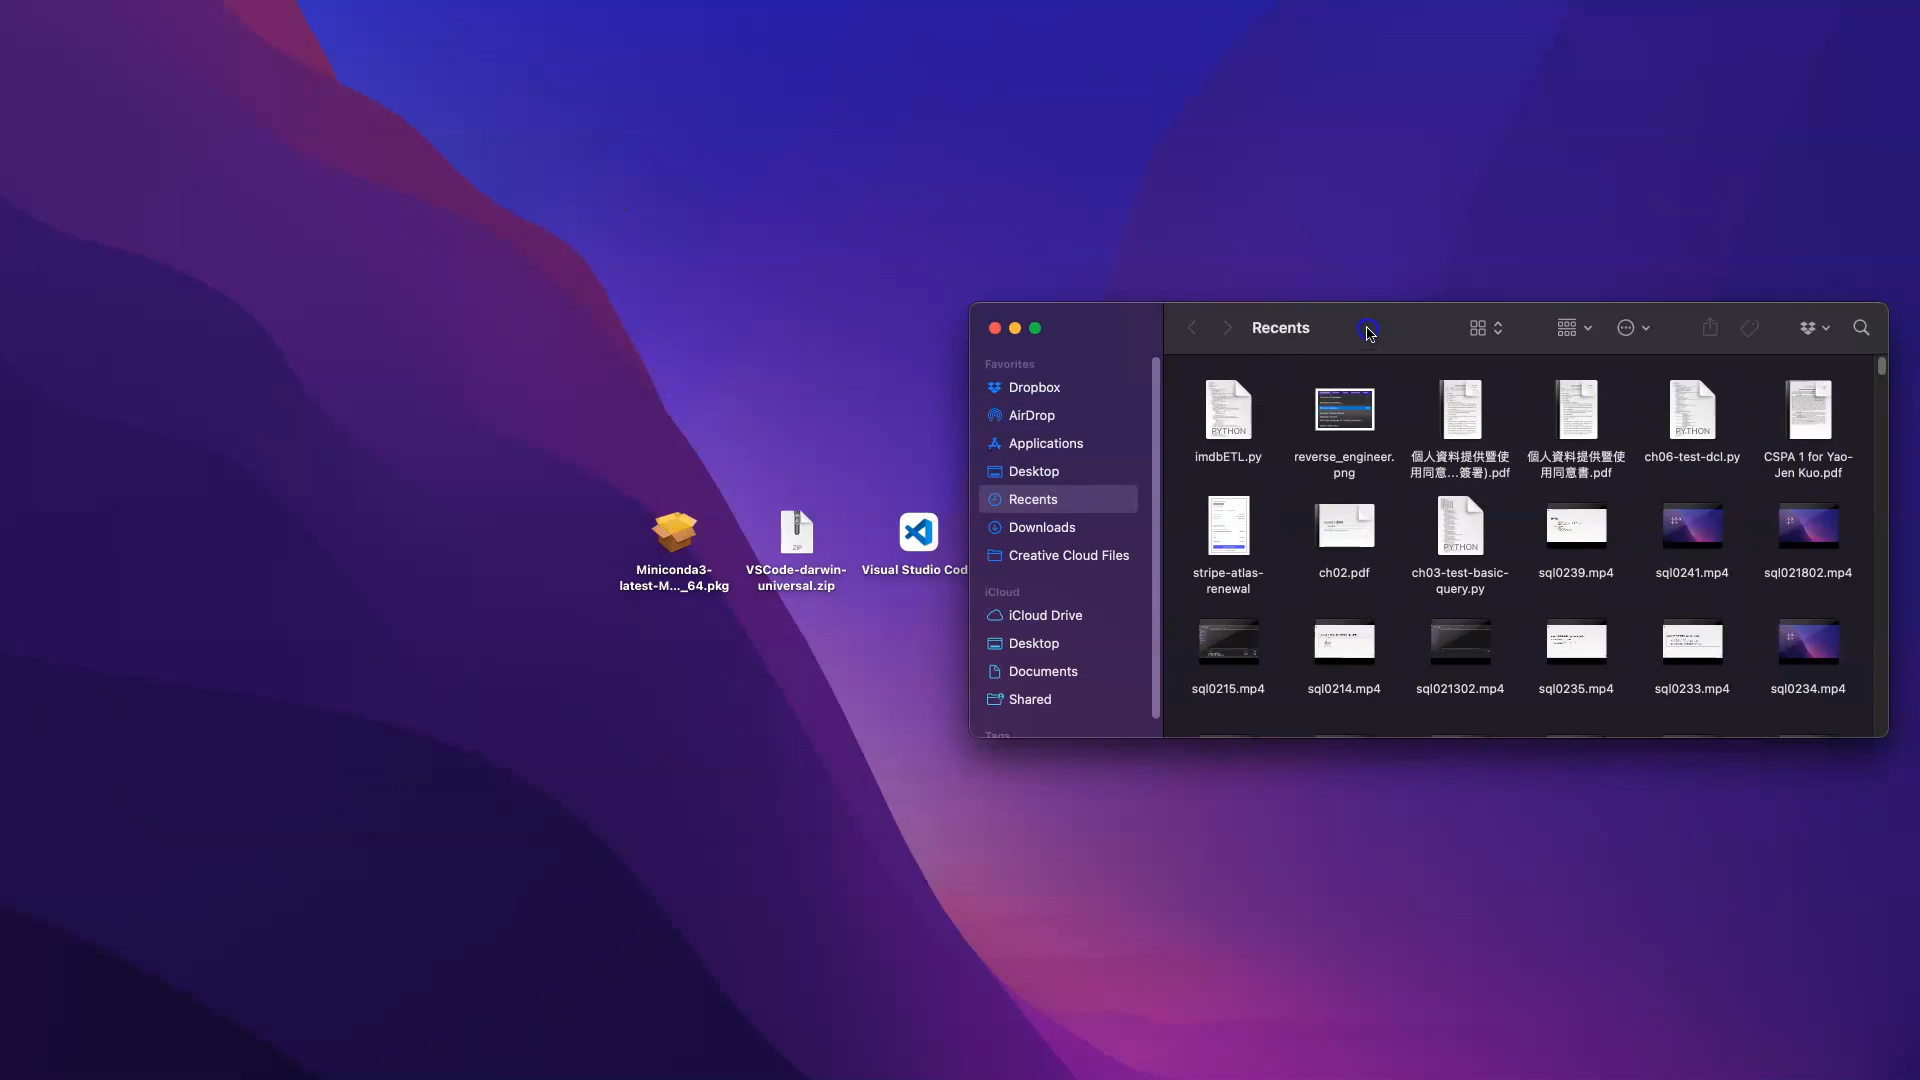 Recents
Favorites
Dropbox
AirDrop
Applications
Desktop
Recents
Downloads
Creative Cloud Files
iCloud
iCloud Drive
Desktop
Documents
Shared
Tags
PYTHON
imdbETL.py
reverse_engineer.
png
個人資料提供暨使
用同意...簽署).pdf
個人資料提供暨使
用同意書.pdf
PYTHON
ch06-test-dcl.py
CSPA 1 for Yao-
Jen Kuo.pdf
stripe-atlas-
renewal
ch02.pdf
PYTHON
ch03-test-basic-
query.py
sql0239.mp4
sql0241.mp4
sql021802.mp4
sql0215.mp4
sql0214.mp4
sql021302.mp4
sql0235.mp4
sql0233.mp4
sql0234.mp4
Miniconda3-
latest-M..._64.pkg
ZIP
VSCode-darwin-
universal.zip
Visual Studio Cod